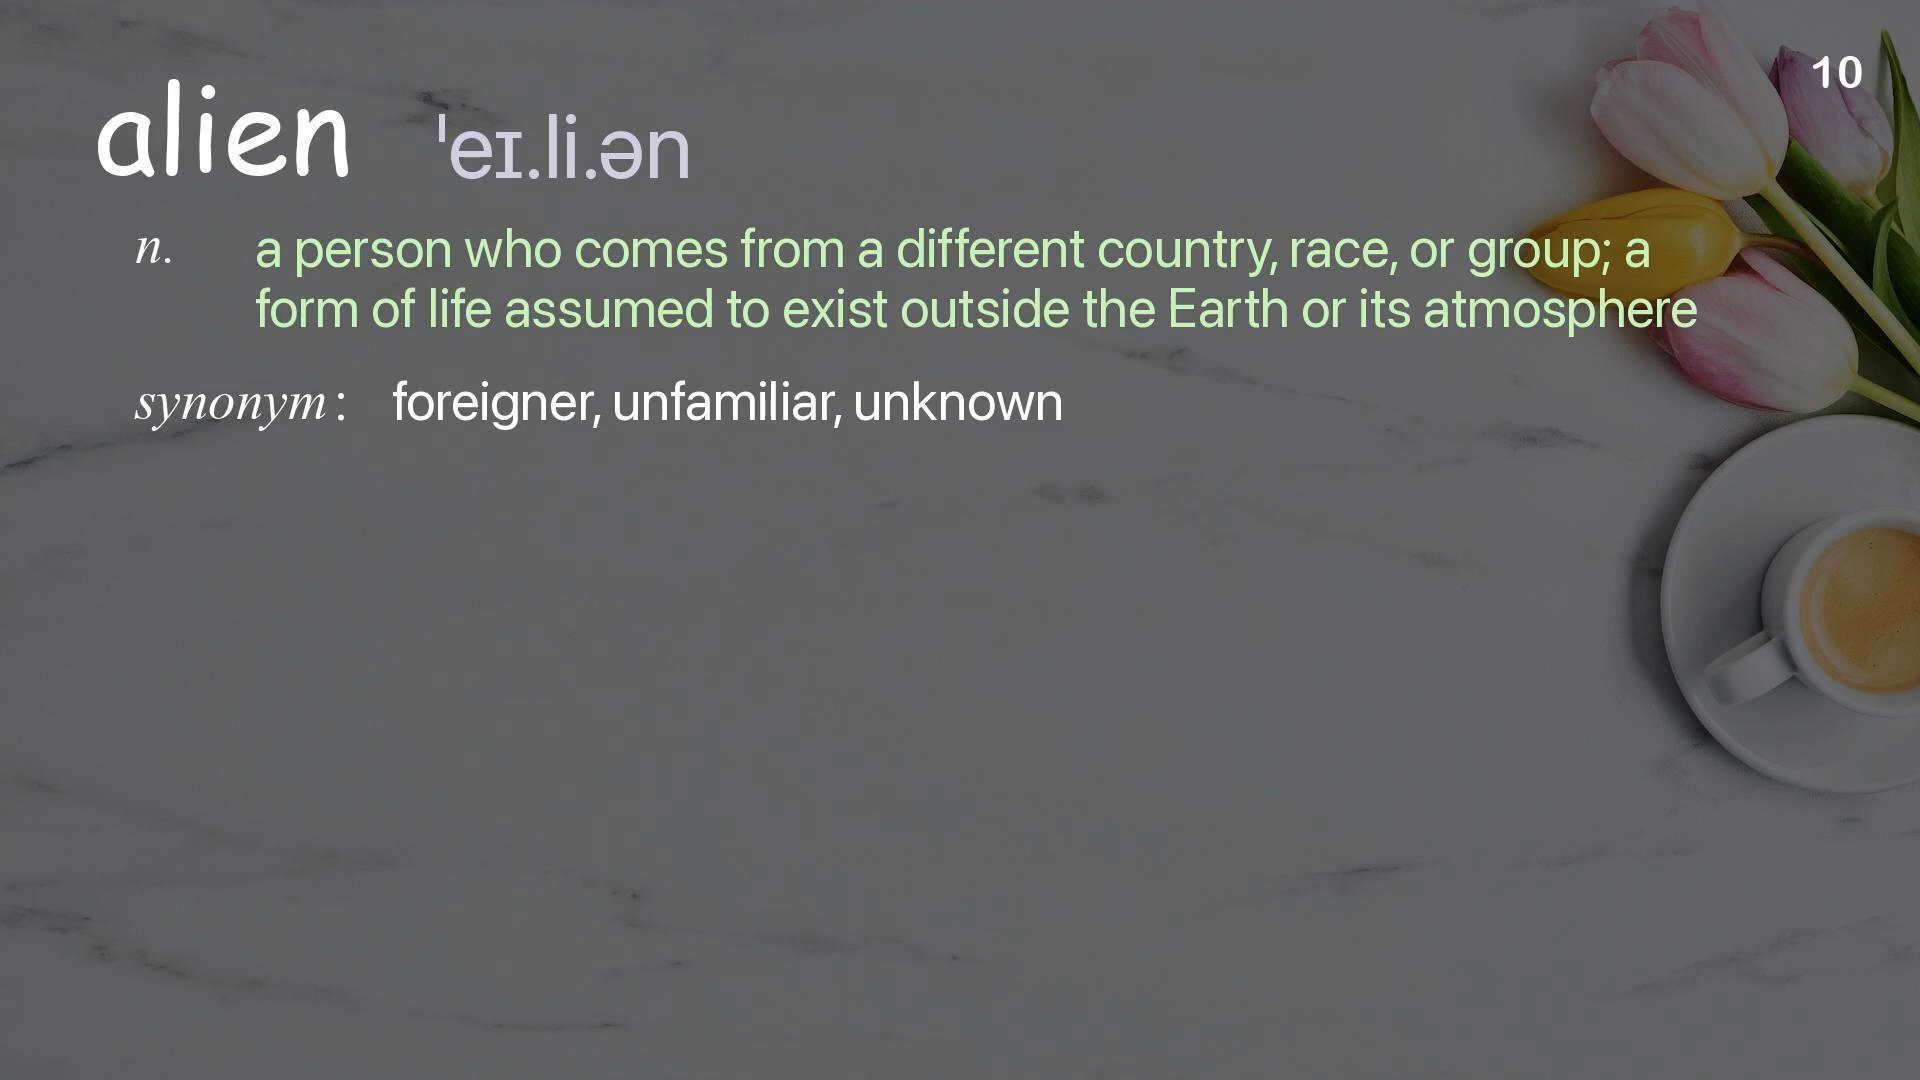 10
alien ˈeɪ.li.ən
n. a person who comes from a different country, race, or group; a
form of life assumed to exist outside the Earth or its atmosphere
synonym: foreigner, unfamiliar, unknown